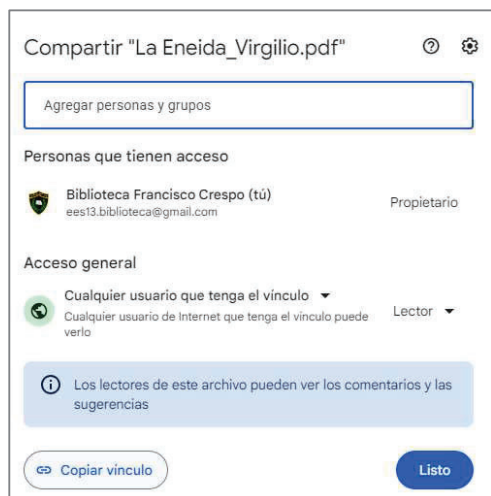 Compartir "La Eneida_Virgilio.pdf"
Agregar personas y grupos
Personas que tienen acceso
Biblioteca Francisco Crespo (tú)
ees13.biblioteca@gmail.com
Propietario
Acceso general
Cualquier usuario que tenga el vínculo
Cualquier usuario de Internet que tenga el vínculo puede
verlo
Lector
Los lectores de este archivo pueden ver los comentarios y las
sugerencias
Copiar vínculo
Listo